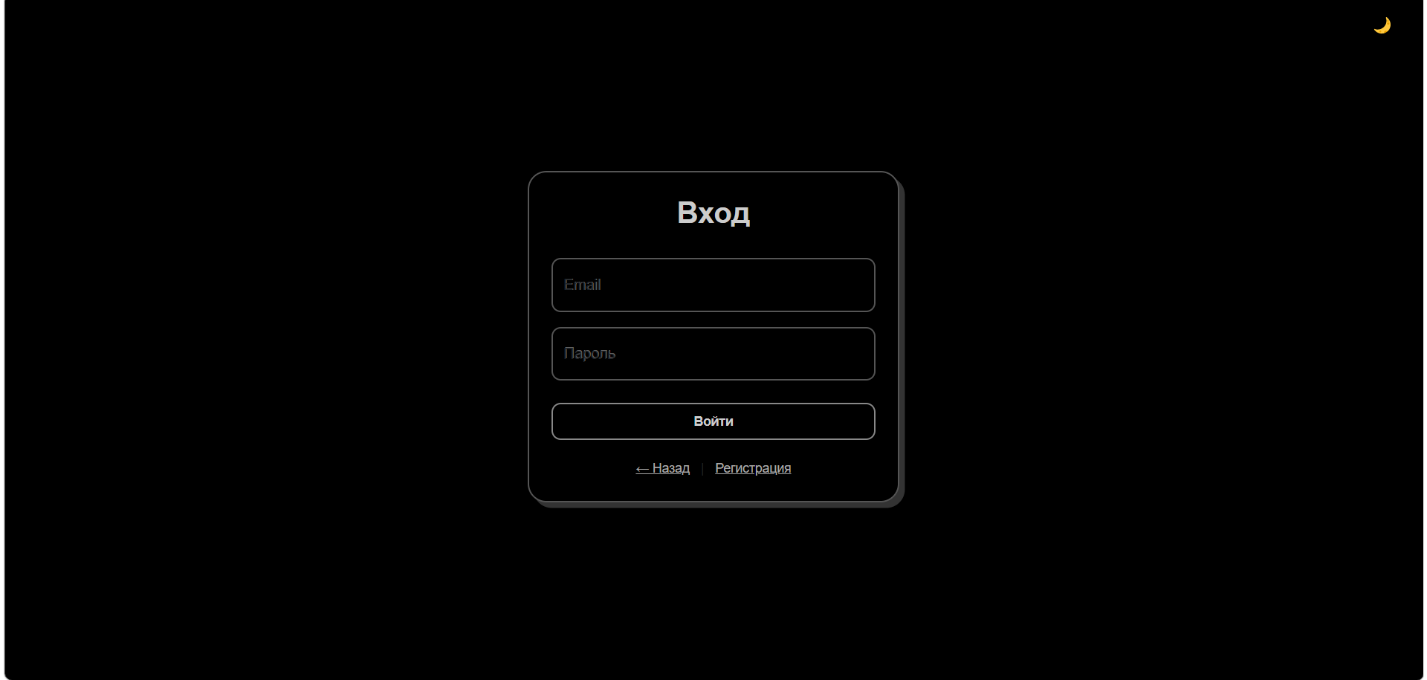 Вход
Email
Пароль
Войти
← Назад | Регистрация